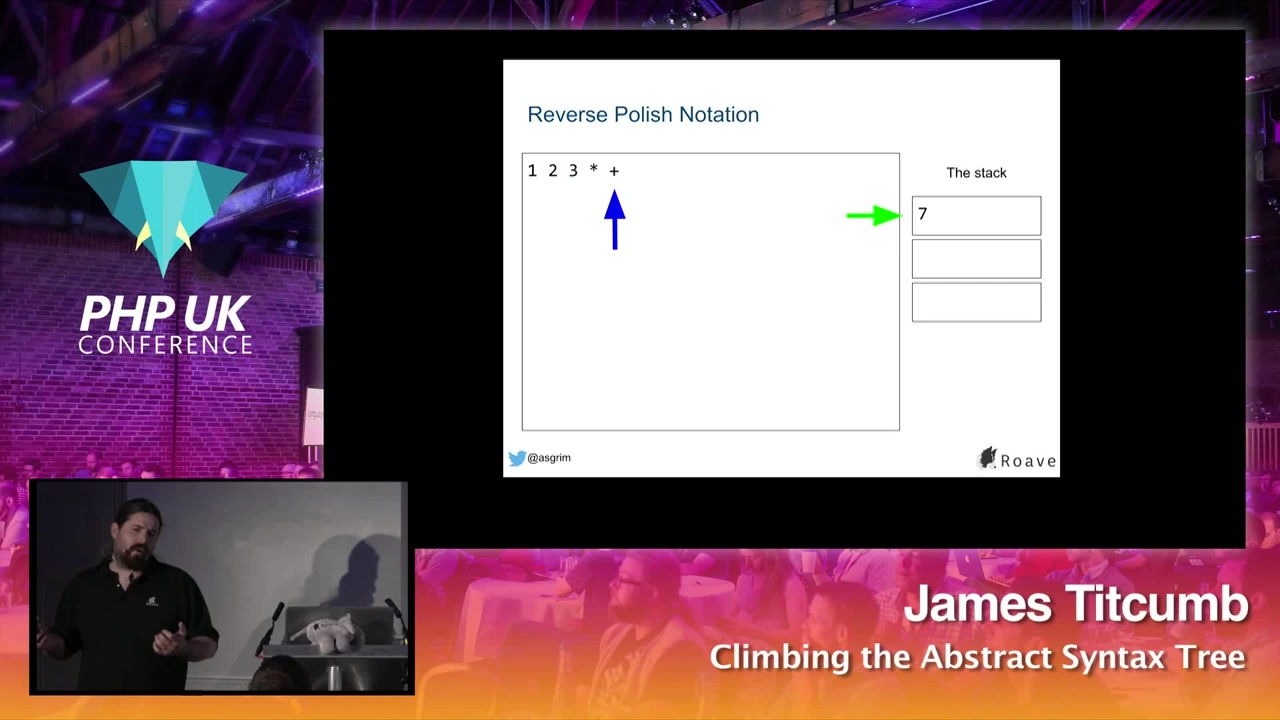 PHP UK
CONFERENCE
Reverse Polish Notation
1 2 3 * +
The stack
7
@asgrim
Roave
James Titcumb
Climbing the Abstract Syntax Tree